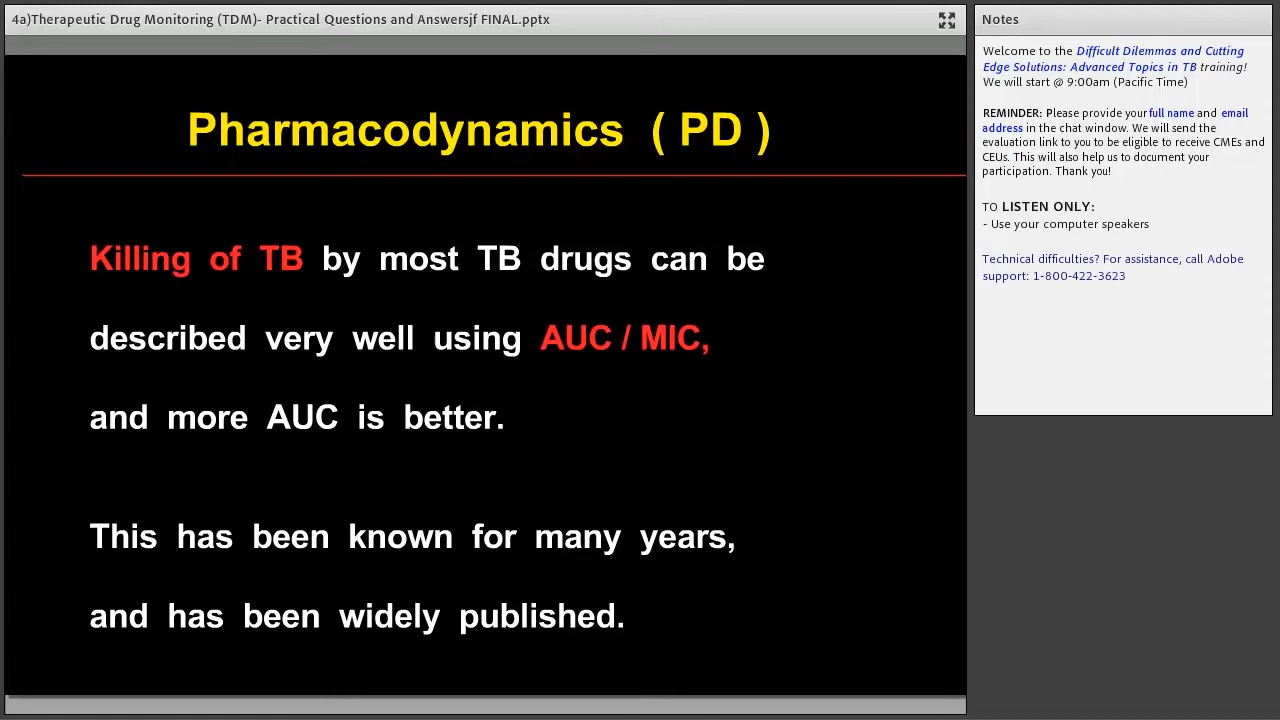 4a)Therapeutic Drug Monitoring (TDM)- Practical Questions and Answersjf FINAL.pptx
Pharmacodynamics ( PD )
Killing of TB by most TB drugs can be
described very well using AUC / MIC,
and more AUC is better.
This has been known for many years,
and has been widely published.
Notes
Welcome to the Difficult Dilemmas and Cutting
Edge Solutions: Advanced Topics in TB training!
We will start @ 9:00am (Pacific Time)
REMINDER: Please provide your full name and email
address in the chat window. We will send the
evaluation link to you to be eligible to receive CMEs and
CEUs. This will also help us to document your
participation. Thank you!
TO LISTEN ONLY:
- Use your computer speakers
Technical difficulties? For assistance, call Adobe
support: 1-800-422-3623